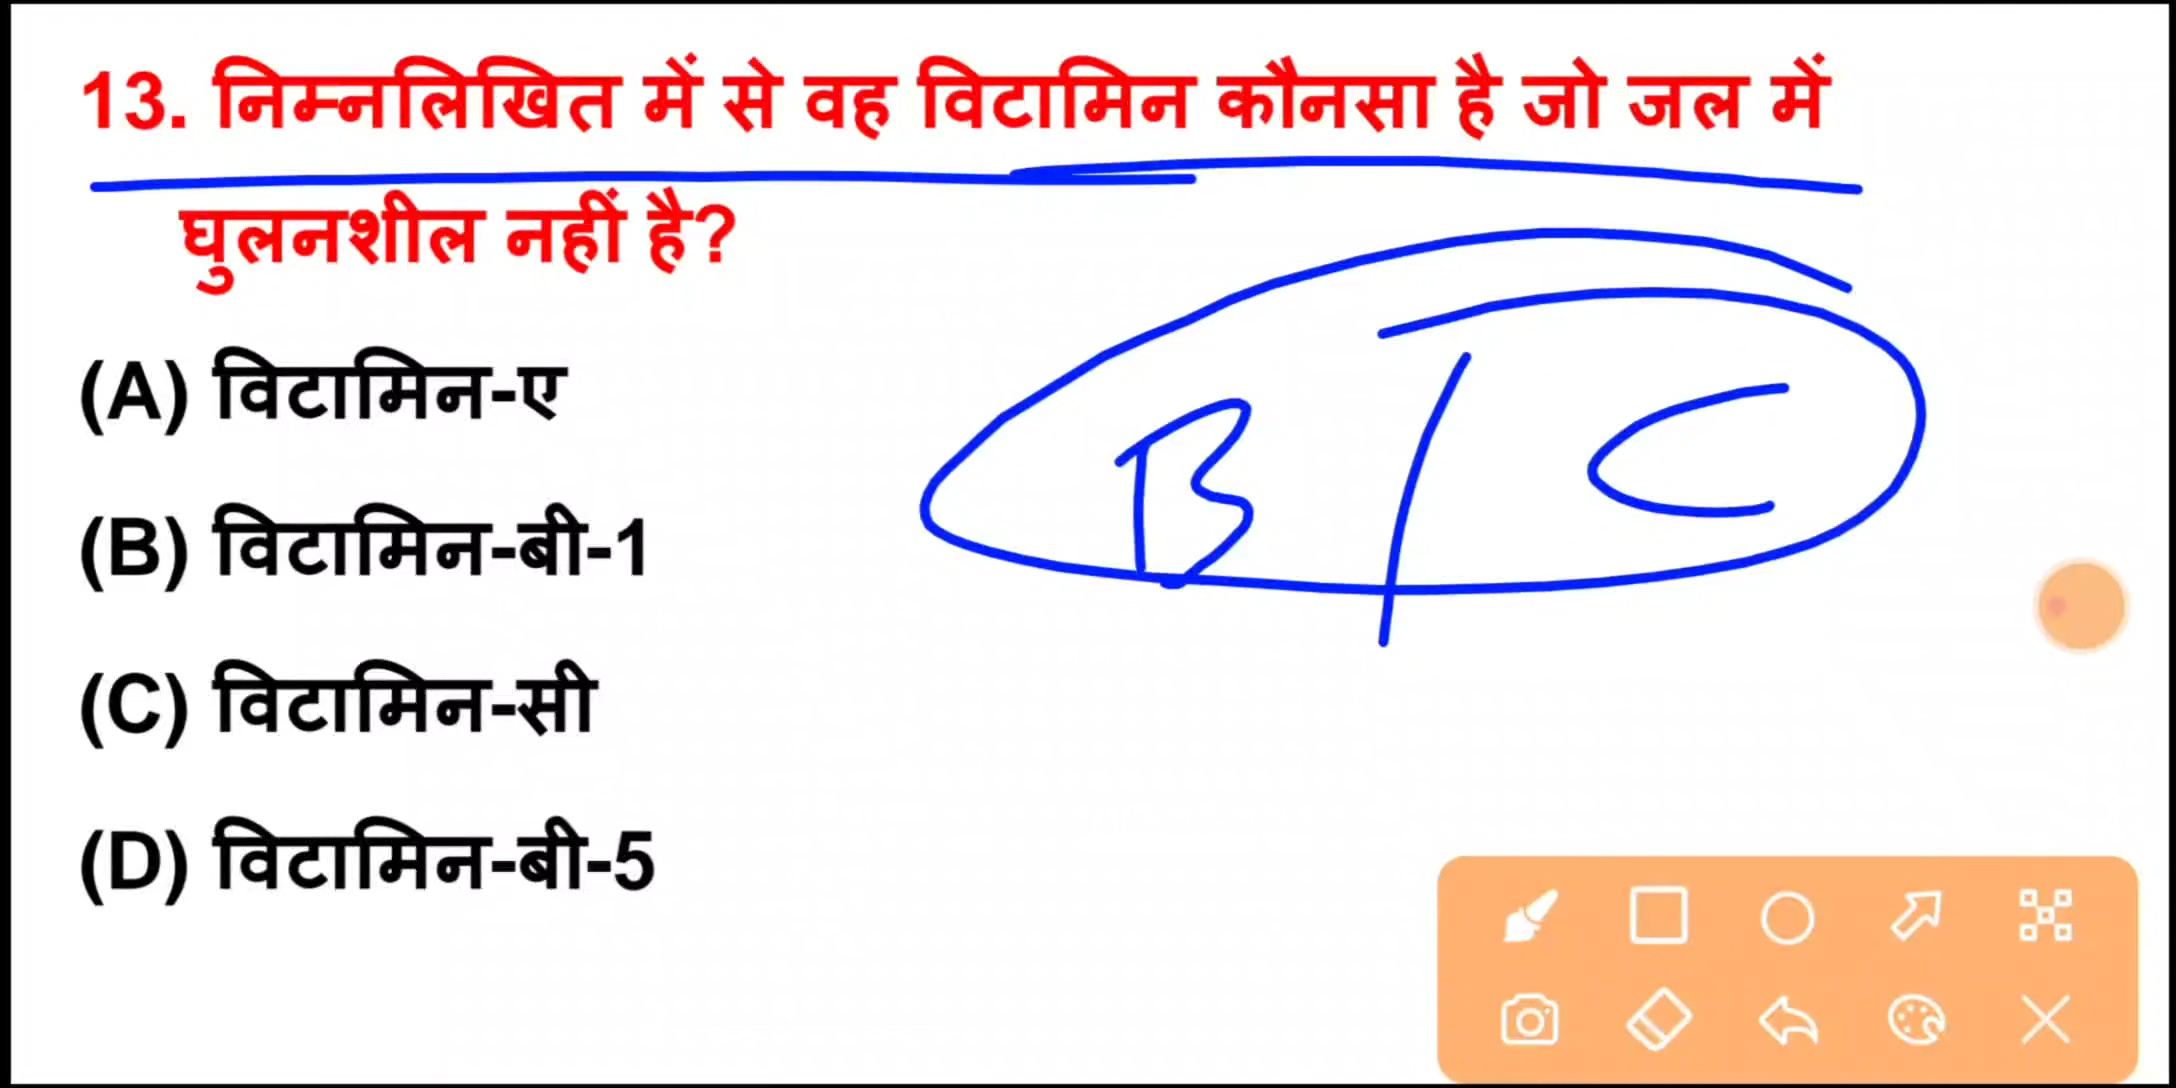 13. निम्नलिखित में से वह विटामिन कौनसा है जो जल में
घुलनशील नहीं है?
(A) विटामिन-ए
(B) विटामिन-बी-1
(C) विटामिन-सी
(D) विटामिन-बी-5
B / C